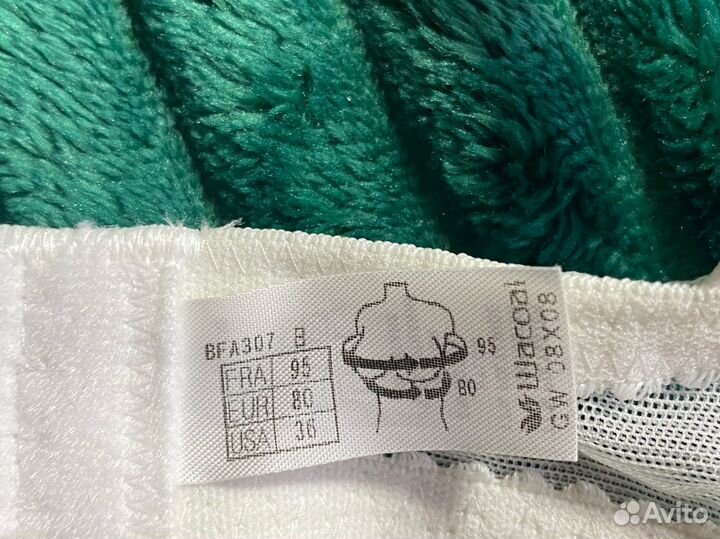 BFA307 B
FRA 95
EUR 80
USA 36
95
80
wacoal
GW 08X08
Avito